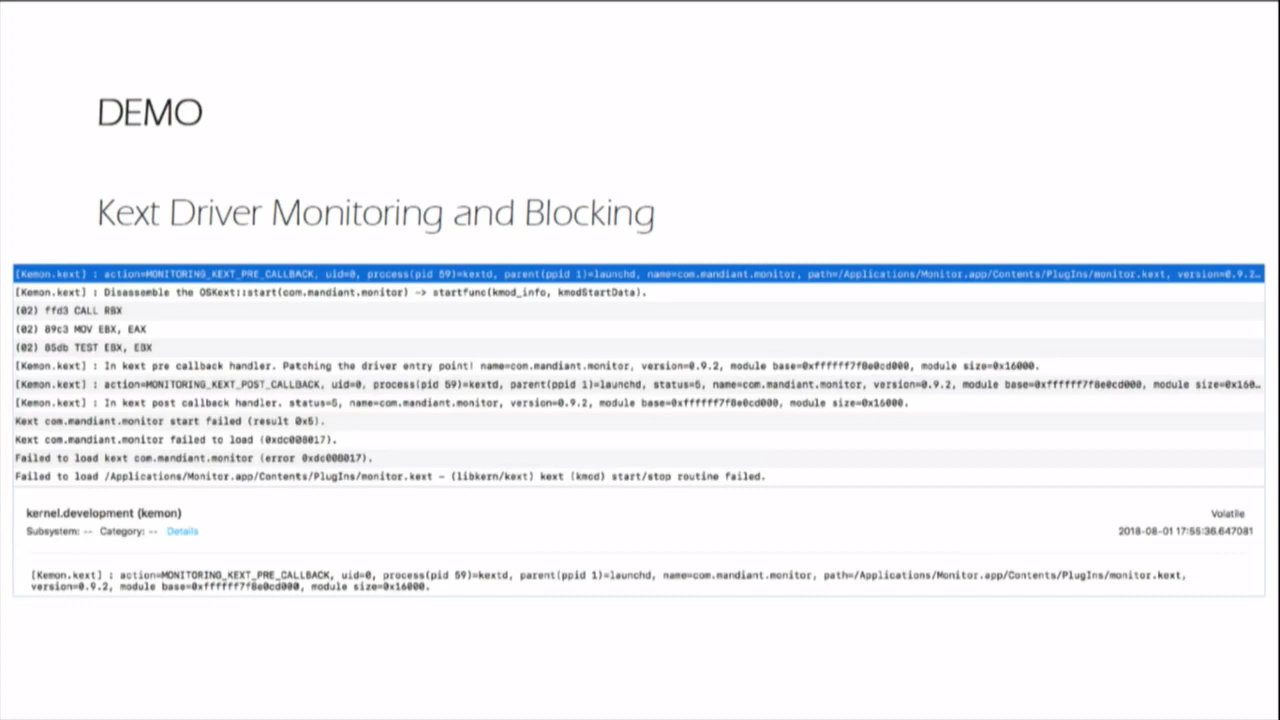 DEMO
Kext Driver Monitoring and Blocking
[Kemon.kext] : action=MONITORING_KEXT_PRE_CALLBACK, uid=0, process(pid 59)=kextd, parent(ppid 1)=launchd, name=com.mandiant.monitor, path=/Applications/Monitor.app/Contents/PlugIns/monitor.kext, version=0.9.2…
[Kemon.kext] : Disassemble the OSKext::start(com.mandiant.monitor) -> startfunc(kmod_info, kmodStartData).
(02) ffd3 CALL RBX
(02) 89c3 MOV EBX, EAX
(02) 85db TEST EBX, EBX
[Kemon.kext] : In kext pre callback handler. Patching the driver entry point! name=com.mandiant.monitor, version=0.9.2, module base=0xffffff7f8e0cd000, module size=0x16000.
[Kemon.kext] : action=MONITORING_KEXT_POST_CALLBACK, uid=0, process(pid 59)=kextd, parent(ppid 1)=launchd, status=5, name=com.mandiant.monitor, version=0.9.2, module base=0xffffff7f8e0cd000, module size=0x160…
[Kemon.kext] : In kext post callback handler. status=5, name=com.mandiant.monitor, version=0.9.2, module base=0xffffff7f8e0cd000, module size=0x16000.
Kext com.mandiant.monitor start failed (result 0x5).
Kext com.mandiant.monitor failed to load (0xdc008017).
Failed to load kext com.mandiant.monitor (error 0xdc008017).
Failed to load /Applications/Monitor.app/Contents/PlugIns/monitor.kext - (libkern/kext) kext (kmod) start/stop routine failed.
kernel.development (kemon)
Volatile
Subsystem: -- Category: -- Details
2018-08-01 17:55:36.647081
[Kemon.kext] : action=MONITORING_KEXT_PRE_CALLBACK, uid=0, process(pid 59)=kextd, parent(ppid 1)=launchd, name=com.mandiant.monitor, path=/Applications/Monitor.app/Contents/PlugIns/monitor.kext,
version=0.9.2, module base=0xffffff7f8e0cd000, module size=0x16000.